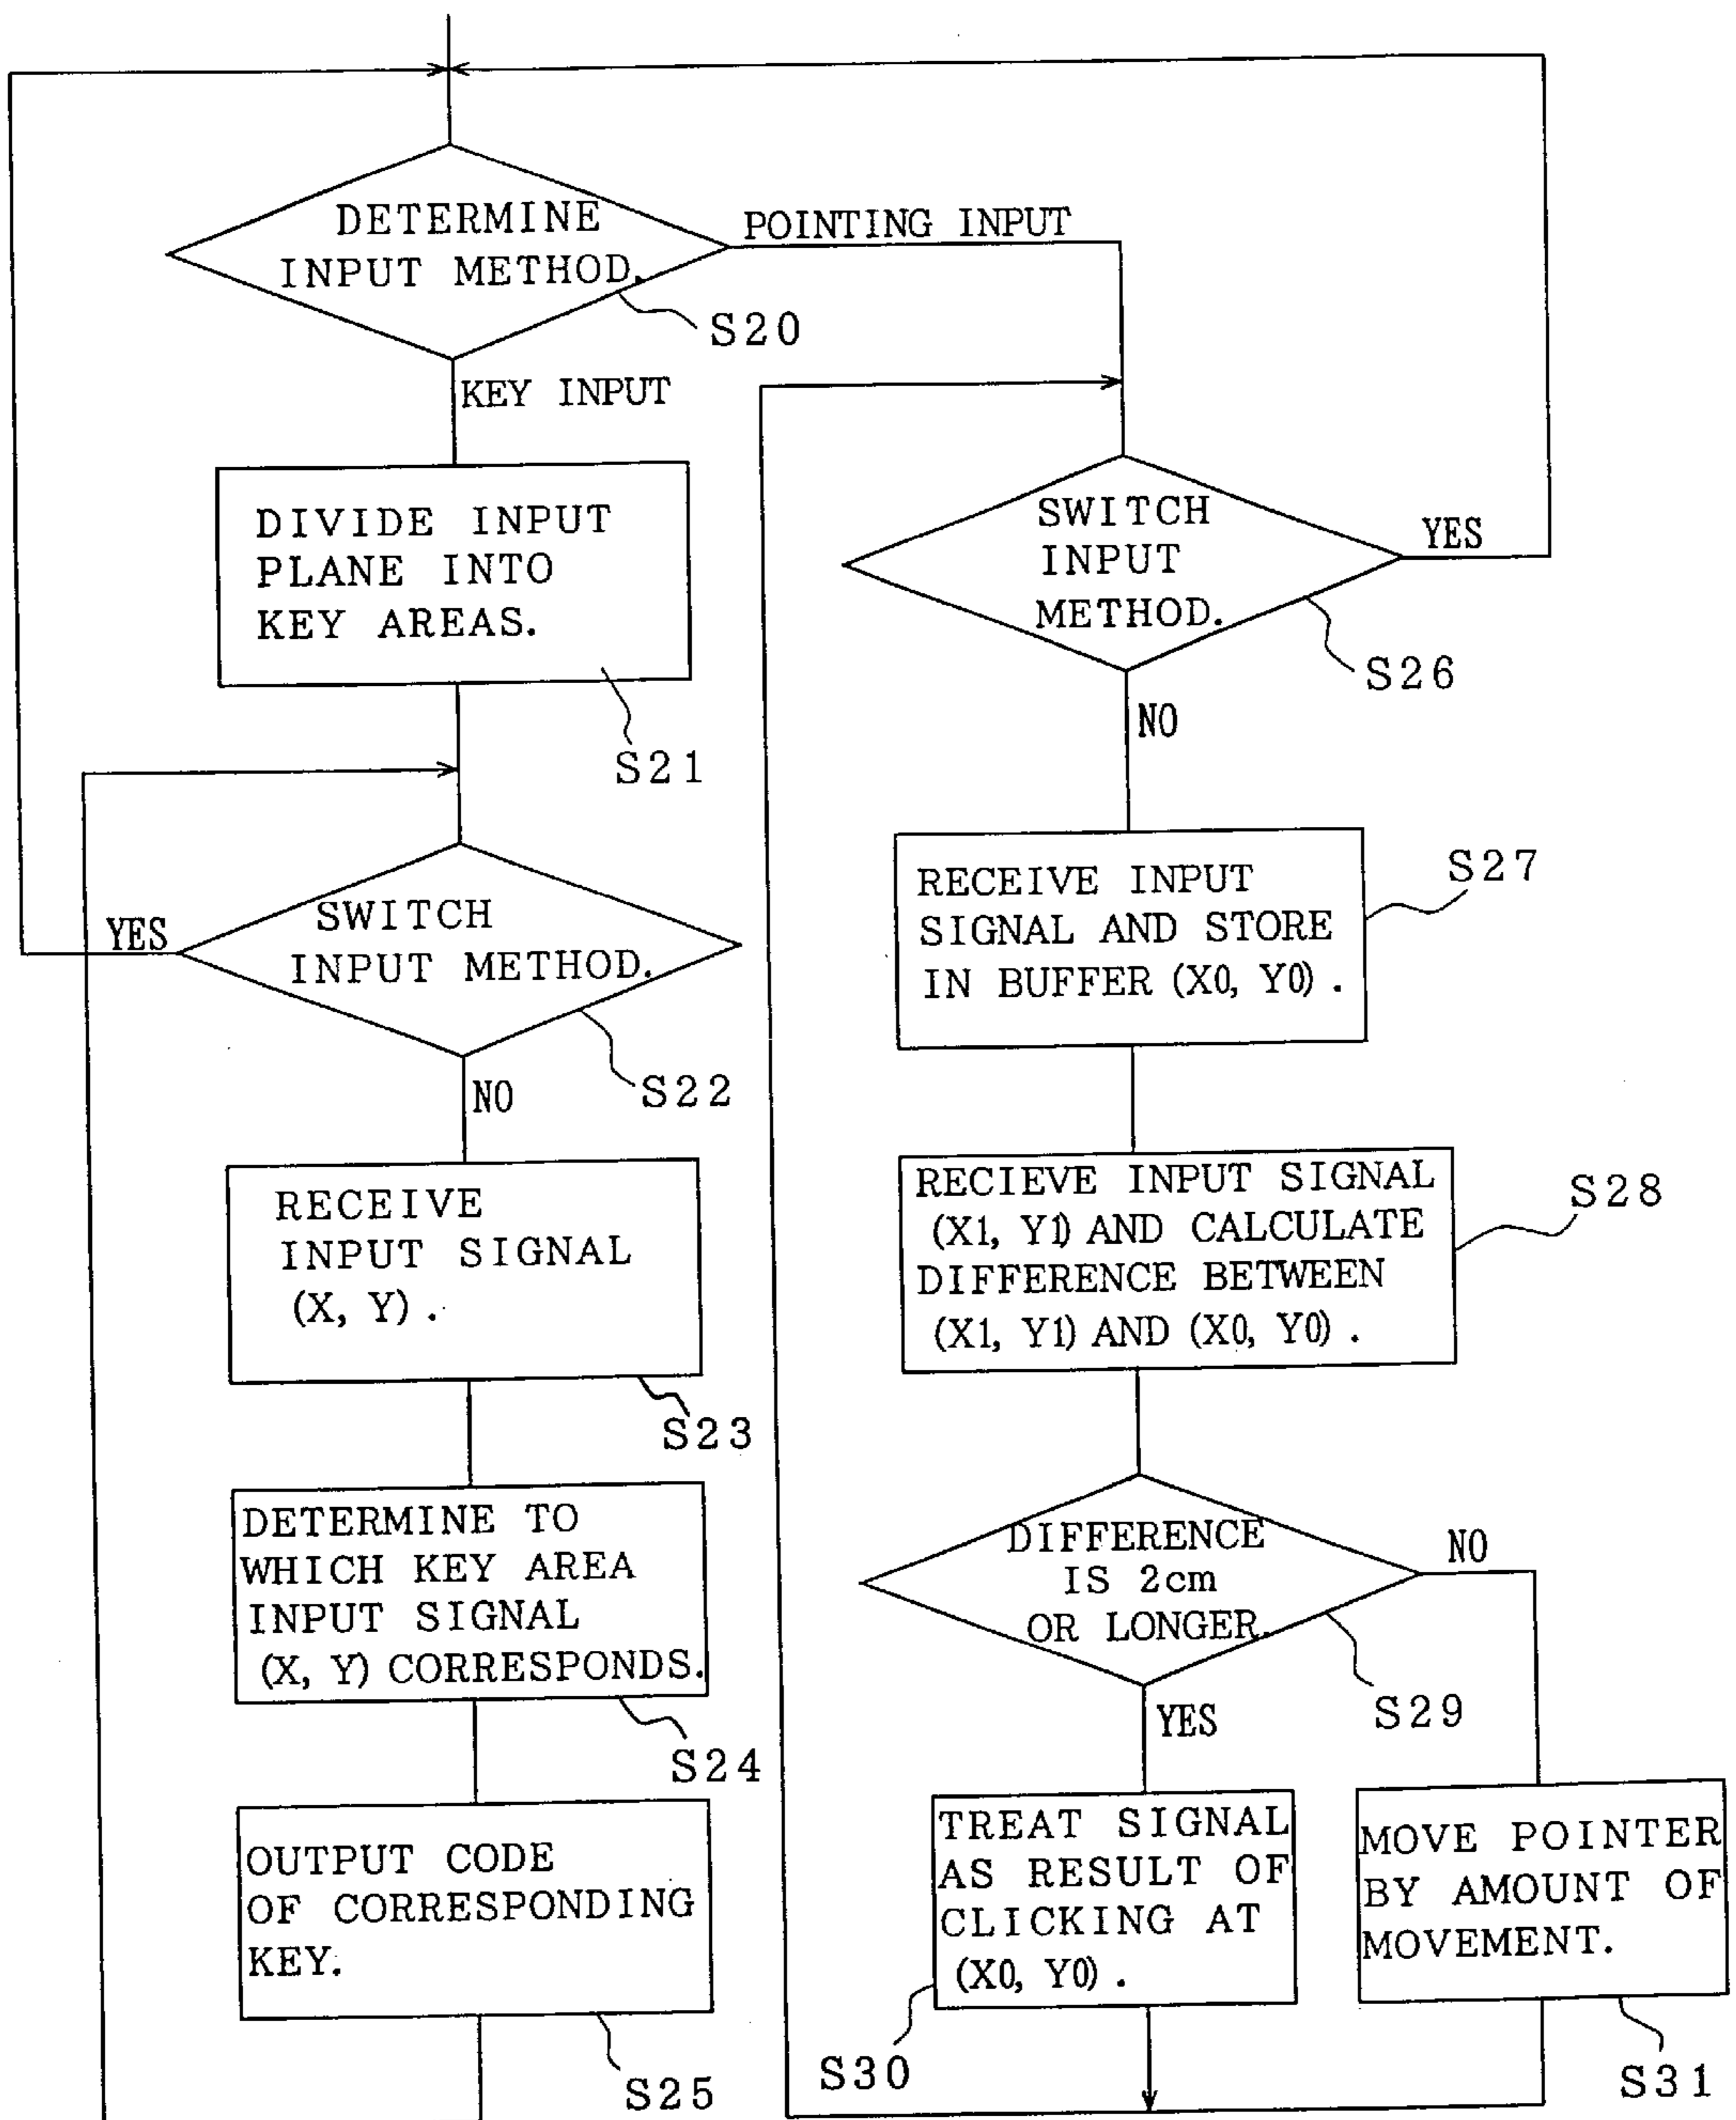 DETERMINE
INPUT METHOD.
S20
POINTING INPUT
KEY INPUT
DIVIDE INPUT
PLANE INTO
KEY AREAS.
S21
SWITCH
INPUT METHOD.
S22
YES
NO
RECEIVE
INPUT SIGNAL
(X, Y).
S23
DETERMINE TO
WHICH KEY AREA
INPUT SIGNAL
(X, Y) CORRESPONDS.
S24
OUTPUT CODE
OF CORRESPONDING
KEY.
S25
SWITCH
INPUT
METHOD.
YES
S26
NO
RECEIVE INPUT
SIGNAL AND STORE
IN BUFFER (X0, Y0).
S27
RECIEVE INPUT SIGNAL
(X1, Y1) AND CALCULATE
DIFFERENCE BETWEEN
(X1, Y1) AND (X0, Y0).
S28
DIFFERENCE
IS 2cm
OR LONGER.
NO
S29
YES
TREAT SIGNAL
AS RESULT OF
CLICKING AT
(X0, Y0).
S30
MOVE POINTER
BY AMOUNT OF
MOVEMENT.
S31